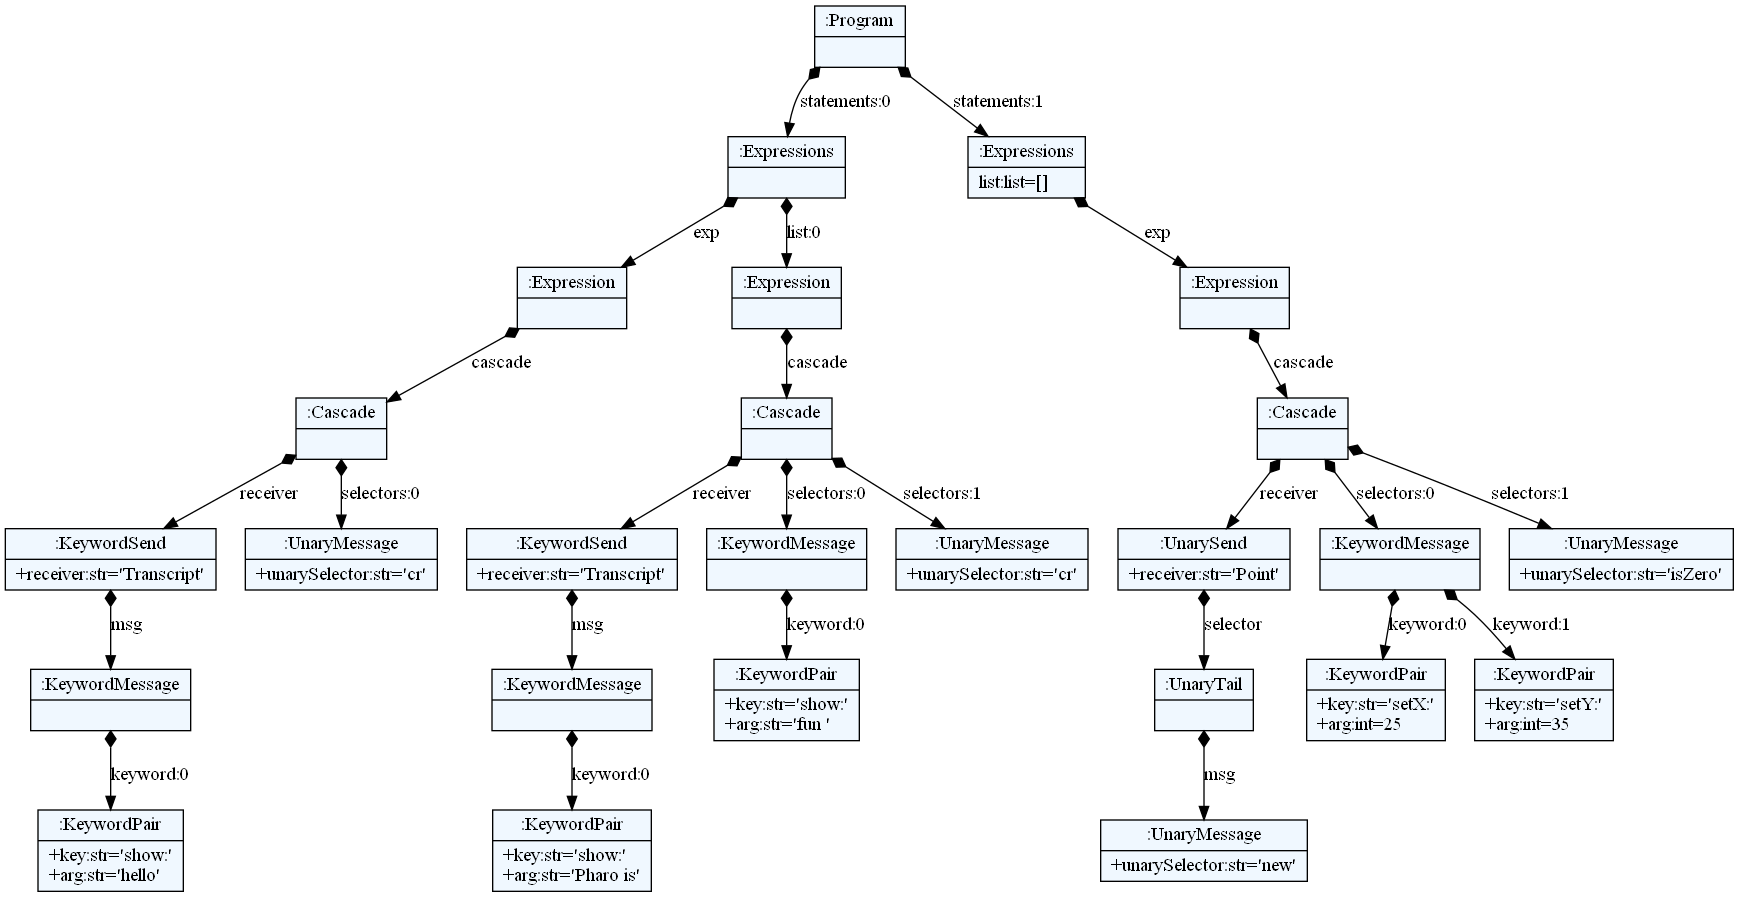 :Program
statements:0
statements:1
:Expressions
:Expressions
list:list=[]
exp
list:0
exp
:Expression
:Expression
:Expression
cascade
cascade
cascade
:Cascade
:Cascade
:Cascade
receiver
selectors:0
receiver
selectors:0
selectors:1
receiver
selectors:0
selectors:1
:KeywordSend
+receiver:str='Transcript'
:UnaryMessage
+unarySelector:str='cr'
:KeywordSend
+receiver:str='Transcript'
:KeywordMessage
:UnaryMessage
+unarySelector:str='cr'
:UnarySend
+receiver:str='Point'
:KeywordMessage
:UnaryMessage
+unarySelector:str='isZero'
msg
msg
keyword:0
selector
keyword:0
keyword:1
:KeywordMessage
:KeywordMessage
:KeywordPair
+key:str='show:'
+arg:str='fun '
:UnaryTail
:KeywordPair
+key:str='setX:'
+arg:int=25
:KeywordPair
+key:str='setY:'
+arg:int=35
keyword:0
keyword:0
msg
:KeywordPair
+key:str='show:'
+arg:str='hello'
:KeywordPair
+key:str='show:'
+arg:str='Pharo is'
:UnaryMessage
+unarySelector:str='new'